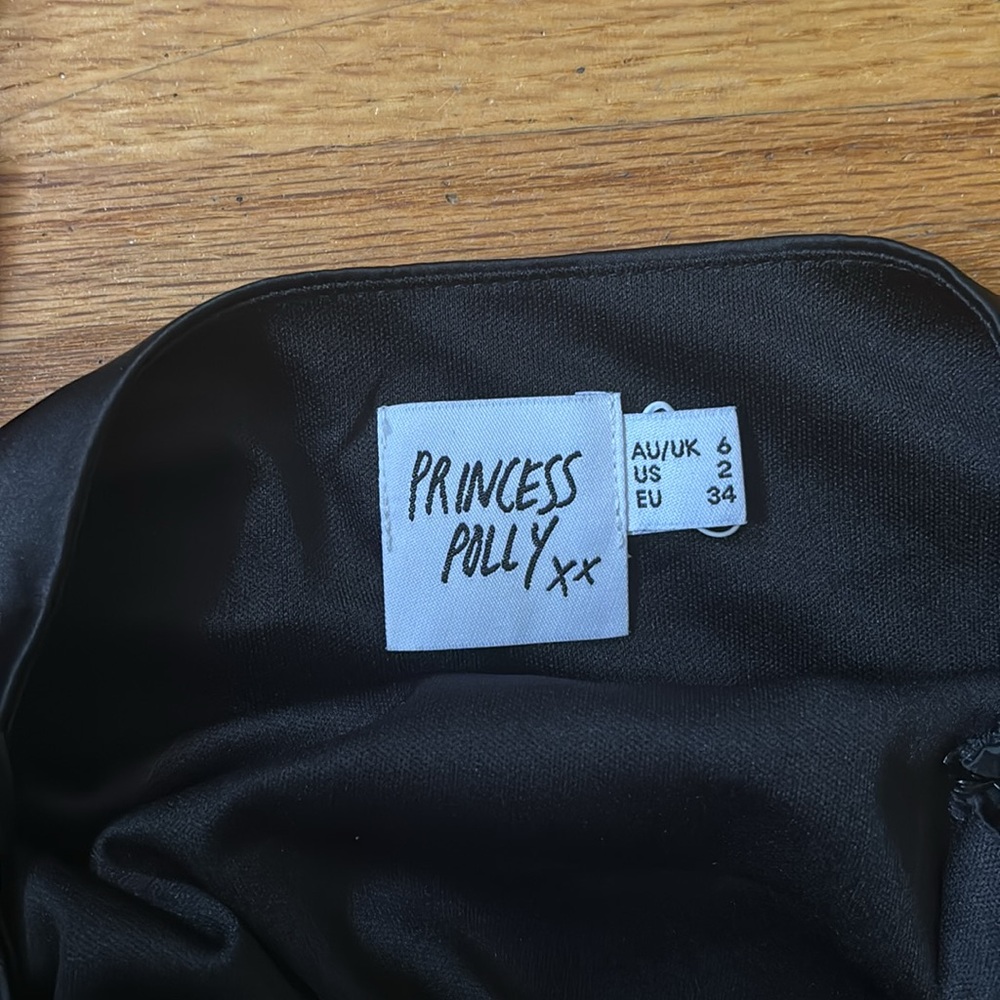 PRINCESS
POLLY xx
AU/UK 6
US 2
EU 34